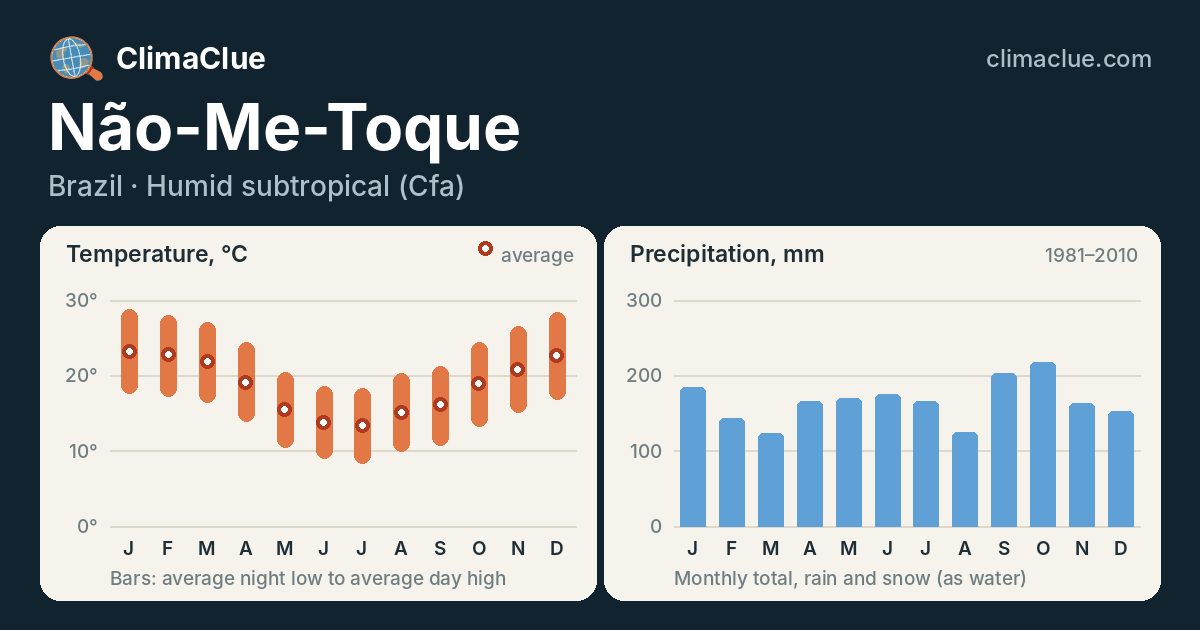 ClimaClue
climaclue.com
Não-Me-Toque
Brazil · Humid subtropical (Cfa)
Temperature, °C
average
30°
20°
10°
0°
J F M A M J J A S O N D
Bars: average night low to average day high
Precipitation, mm
1981–2010
300
200
100
0
J F M A M J J A S O N D
Monthly total, rain and snow (as water)